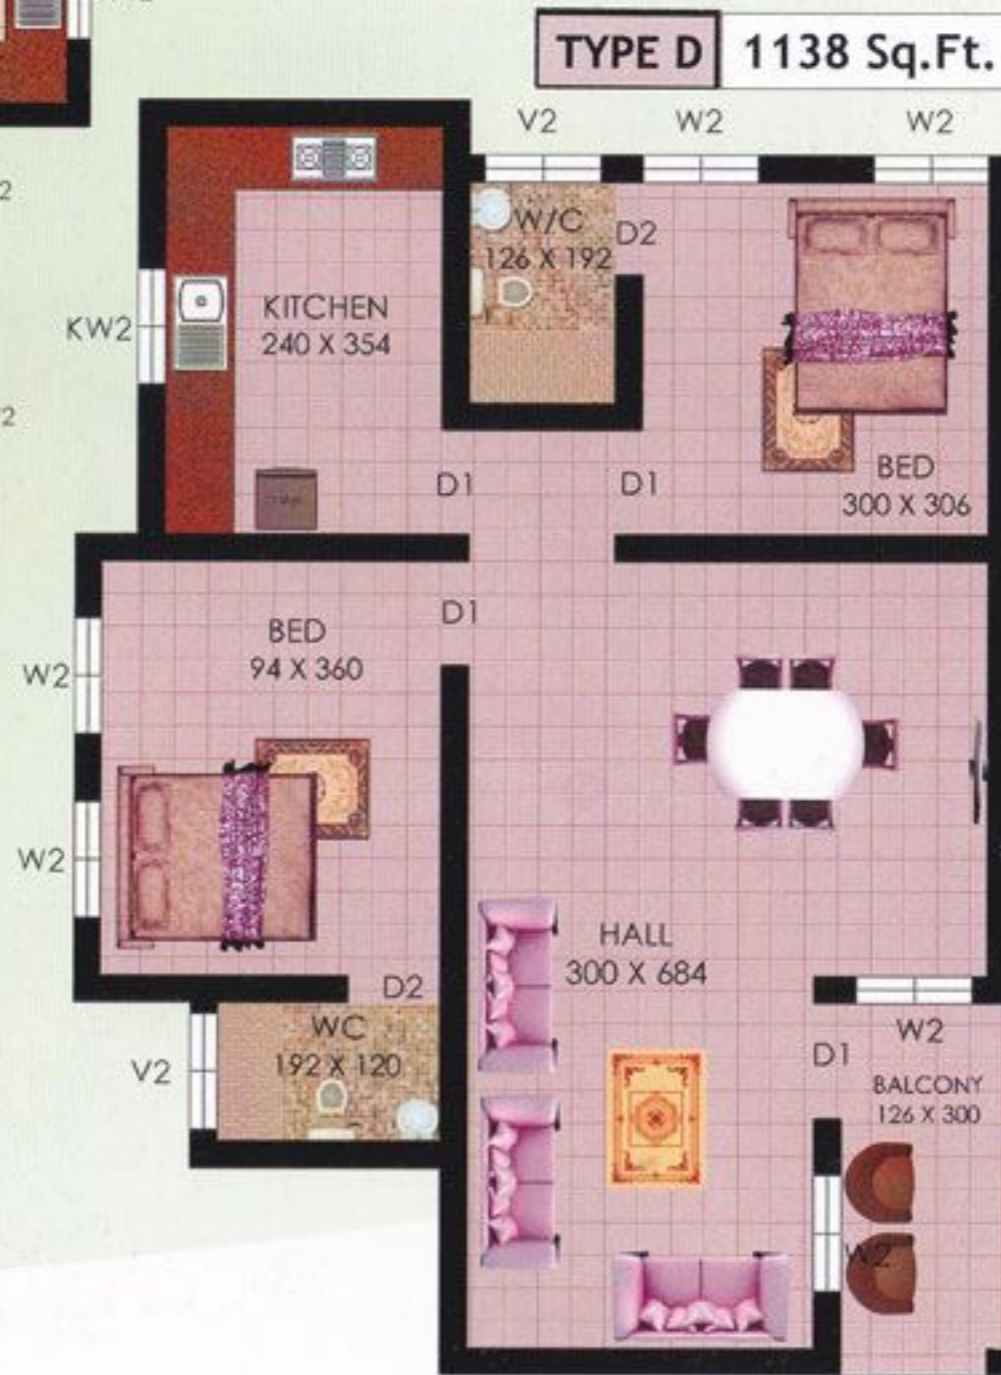 TYPE D 1138 Sq.Ft.
V2 W2 W2
W/C
126 X 192
D2
KITCHEN
240 X 354
KW2
D1 D1
BED
300 X 306
D1
BED
94 X 360
W2
W2
HALL
300 X 684
D2
WC
192 X 120
V2
W2
D1
BALCONY
126 X 300
W2
2
2